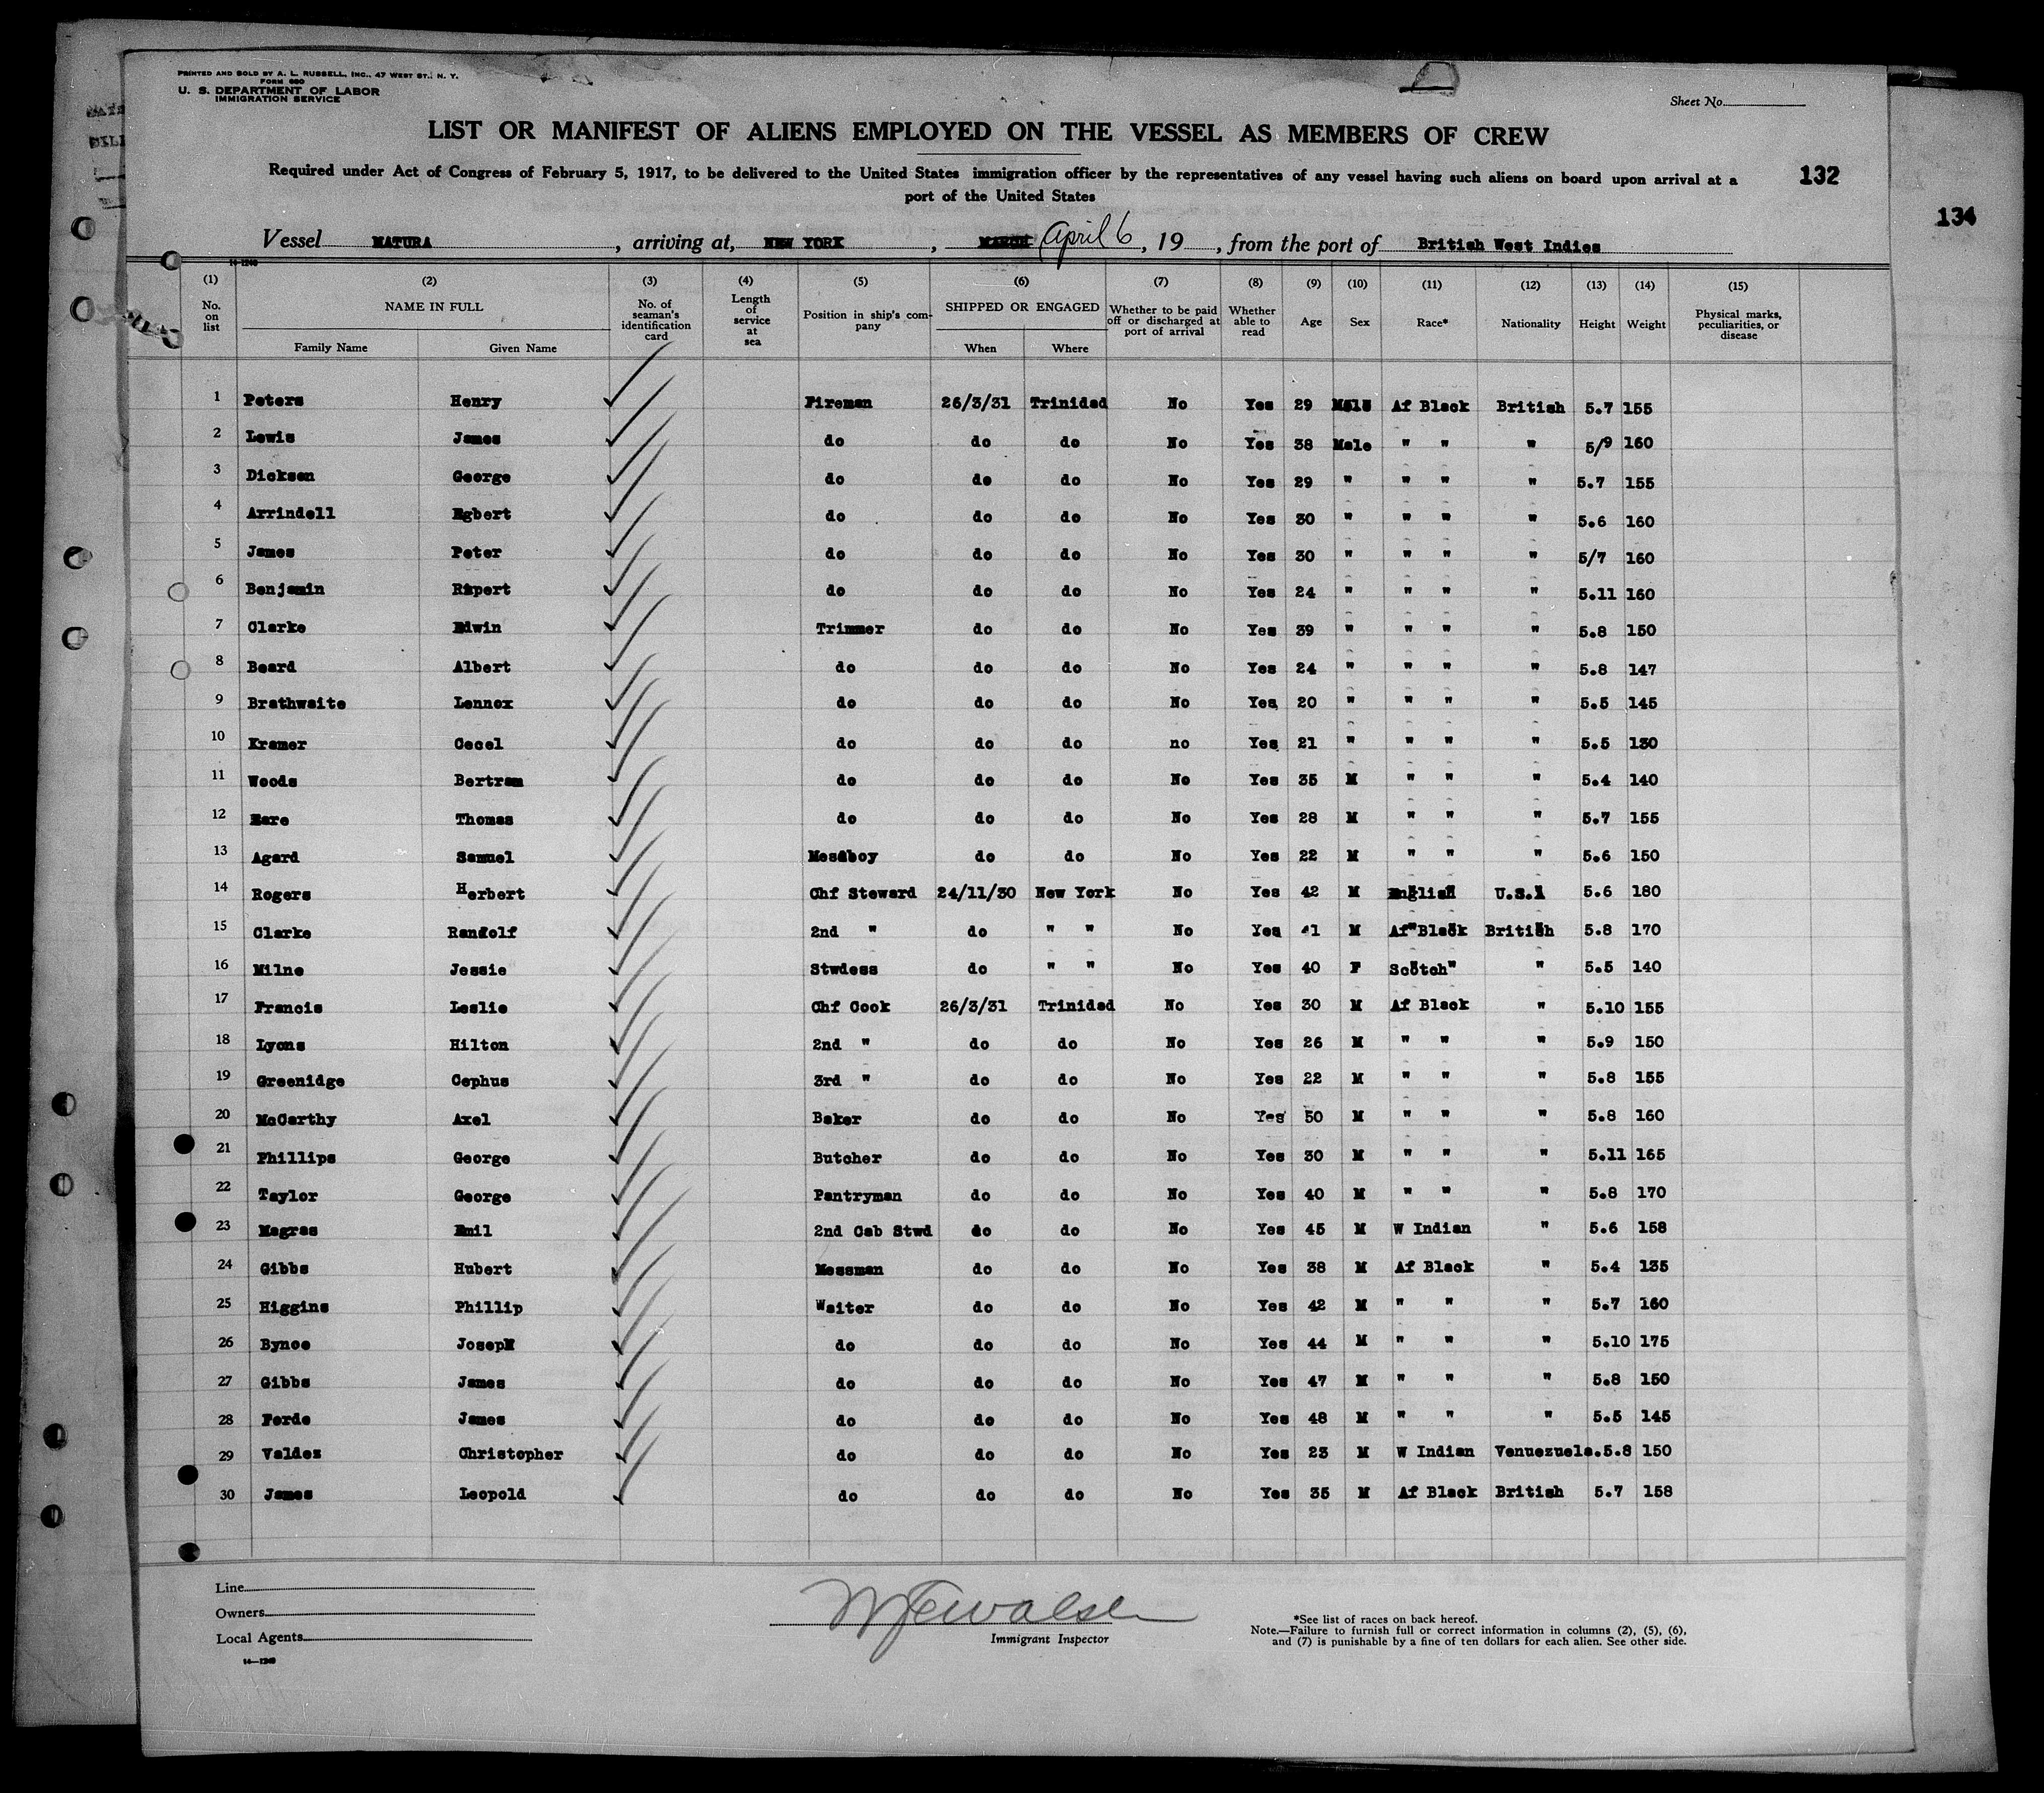 PRINTED AND SOLD BY A. L. RUSSELL, INC., 47 WEST ST., N. Y.
FORM 680
U. S. DEPARTMENT OF LABOR
IMMIGRATION SERVICE
Sheet No.
LIST OR MANIFEST OF ALIENS EMPLOYED ON THE VESSEL AS MEMBERS OF CREW
Required under Act of Congress of February 5, 1917, to be delivered to the United States immigration officer by the representatives of any vessel having such aliens on board upon arrival at a
port of the United States
132
134
Vessel MATURA, arriving at, NEW YORK, MARCH April 6, 19, from the port of British West Indies
14-1240
(1) (2) (3) (4) (5) (6) (7) (8) (9) (10) (11) (12) (13) (14) (15)
No. on list NAME IN FULL Family Name Given Name No. of seaman's identification card Length of service at sea Position in ship's company SHIPPED OR ENGAGED When Where Whether to be paid off or discharged at port of arrival Whether able to read Age Sex Race* Nationality Height Weight Physical marks, peculiarities, or disease
1 Peters Henry Fireman 26/3/31 Trinidad No Yes 29 Male Af Black British 5.7 155
2 Lewis James do do do No Yes 38 Male " " " 5/9 160
3 Dickson George do do do No Yes 29 " " " " 5.7 155
4 Arrindell Egbert do do do No Yes 30 " " " " 5.6 160
5 James Peter do do do No Yes 30 " " " " 5/7 160
6 Benjamin Rupert do do do No Yes 24 " " " " 5.11 160
7 Clarke Edwin Trimmer do do No Yes 39 " " " " 5.8 150
8 Beard Albert do do do No Yes 24 " " " " 5.8 147
9 Brathwaite Lennox do do do No Yes 20 " " " " 5.5 145
10 Kramer Cecel do do do no Yes 21 " " " " 5.5 130
11 Woods Bertram do do do No Yes 35 M " " " 5.4 140
12 Hare Thomas do do do No Yes 28 M " " " 5.7 155
13 Agard Samuel Messboy do do No Yes 22 M " " " 5.6 150
14 Rogers Herbert Chf Steward 24/11/30 New York No Yes 42 M English U.S.A 5.6 180
15 Clarke Randolf 2nd " do " " No Yes 41 M Af Black British 5.8 170
16 Milne Jessie Stwdess do " " No Yes 40 F Scotch " 5.5 140
17 Francis Leslie Chf Cook 26/3/31 Trinidad No Yes 30 M Af Black " 5.10 155
18 Lyons Hilton 2nd " do do No Yes 26 M " " " 5.9 150
19 Greenidge Cephus 3rd " do do No Yes 22 M " " " 5.8 155
20 McCarthy Axel Baker do do No Yes 50 M " " " 5.8 160
21 Phillips George Butcher do do No Yes 30 M " " " 5.11 165
22 Taylor George Pantryman do do No Yes 40 M " " " 5.8 170
23 Magras Emil 2nd Cab Stwd do do No Yes 45 M W Indian " 5.6 158
24 Gibbs Hubert Messman do do No Yes 38 M Af Black " 5.4 135
25 Higgins Phillip Waiter do do No Yes 42 M " " " 5.7 160
26 Bynoe Joseph do do do No Yes 44 M " " " 5.10 175
27 Gibbs James do do do No Yes 47 M " " " 5.8 150
28 Forde James do do do No Yes 48 M " " " 5.5 145
29 Valdez Christopher do do do No Yes 23 M W Indian Venuezuela. 5.8 150
30 James Leopold do do do No Yes 35 M Af Black British 5.7 158
Line
Owners
Local Agents
14—1240
Immigrant Inspector
*See list of races on back hereof.
Note.—Failure to furnish full or correct information in columns (2), (5), (6),
and (7) is punishable by a fine of ten dollars for each alien. See other side.